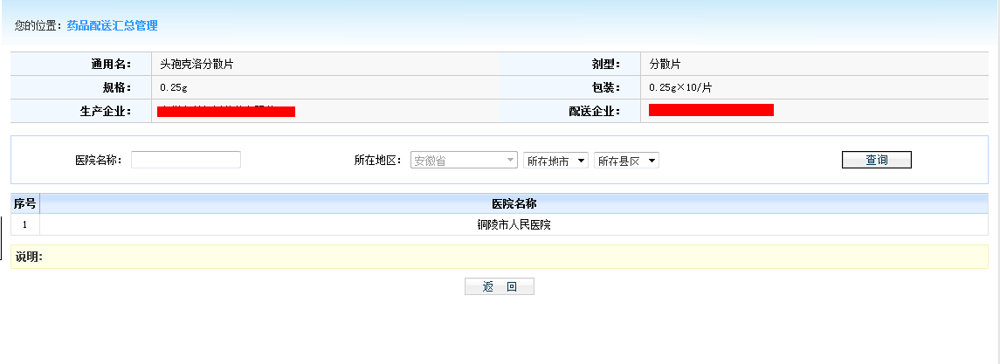 您的位置：药品配送汇总管理
通用名： 头孢克洛分散片 剂型： 分散片
规格： 0.25g 包装： 0.25g×10/片
生产企业： 配送企业：
医院名称： 所在地区： 安徽省 所在地市 所在县区 查询
序号 医院名称
1 铜陵市人民医院
说明：
返 回